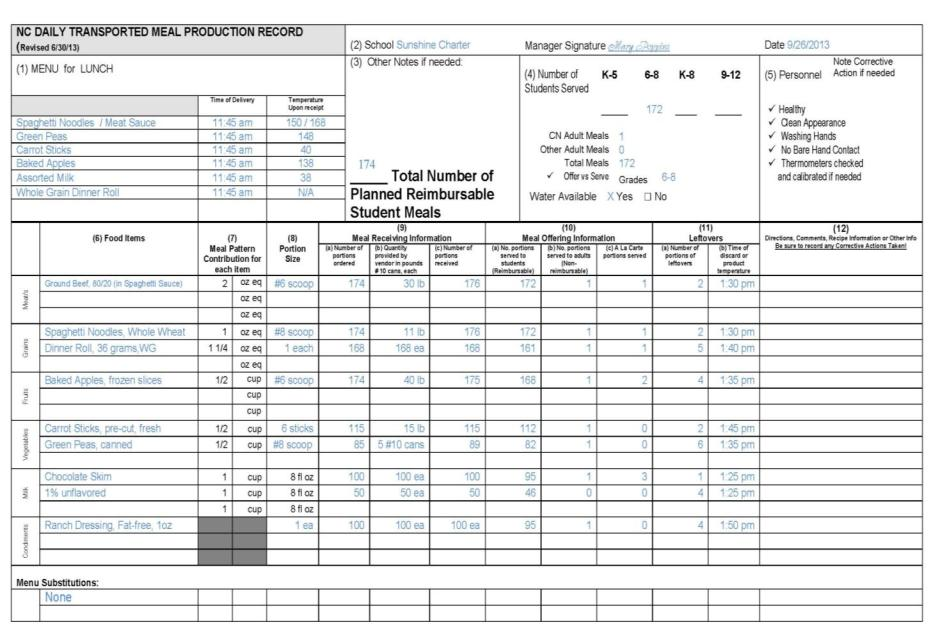 NC DAILY TRANSPORTED MEAL PRODUCTION RECORD
(Revised 6/30/13)
(2) School Sunshine Charter
Manager Signature Mary Poppins
Date 9/26/2013
(1) MENU for LUNCH
Time of Delivery Temperature Upon receipt
Spaghetti Noodles / Meat Sauce 11:45 am 150 / 168
Green Peas 11:45 am 148
Carrot Sticks 11:45 am 40
Baked Apples 11:45 am 138
Assorted Milk 11:45 am 38
Whole Grain Dinner Roll 11:45 am N/A
(3) Other Notes if needed:
174
____ Total Number of
Planned Reimbursable
Student Meals
(4) Number of K-5 6-8 K-8 9-12
Students Served
____ 172 ____ ____
CN Adult Meals 1
Other Adult Meals 0
Total Meals 172
✓ Offer vs Serve Grades 6-8
Water Available X Yes ☐ No
Note Corrective
(5) Personnel Action if needed
✓ Healthy
✓ Clean Appearance
✓ Washing Hands
✓ No Bare Hand Contact
✓ Thermometers checked
and calibrated if needed
(6) Food Items
(7)
Meal Pattern
Contribution for
each item
(8)
Portion
Size
(9)
Meal Receiving Information
(a) Number of portions ordered
(b) Quantity provided by vendor in pounds # 10 cans, each
(c) Number of portions received
(10)
Meal Offering Information
(a) No. portions served to students (Reimbursable)
(b) No. portions served to adults (Non-reimbursable)
(c) A La Carte portions served
(11)
Leftovers
(a) Number of portions of leftovers
(b) Time of discard or product temperature
(12)
Directions, Comments, Recipe Information or Other Info
Be sure to record any Corrective Actions Taken!
Meat/s
Ground Beef, 80/20 (in Spaghetti Sauce) 2 oz eq #6 scoop 174 30 lb 176 172 1 1 2 1:30 pm
oz eq
oz eq
Grains
Spaghetti Noodles, Whole Wheat 1 oz eq #8 scoop 174 11 lb 176 172 1 1 2 1:30 pm
Dinner Roll, 36 grams,WG 1 1/4 oz eq 1 each 168 168 ea 168 161 1 1 5 1:40 pm
oz eq
Fruits
Baked Apples, frozen slices 1/2 cup #6 scoop 174 40 lb 175 168 1 2 4 1:35 pm
cup
cup
Vegetables
Carrot Sticks, pre-cut, fresh 1/2 cup 6 sticks 115 15 lb 115 112 1 0 2 1:45 pm
Green Peas, canned 1/2 cup #8 scoop 85 5 #10 cans 89 82 1 0 6 1:35 pm
Milk
Chocolate Skim 1 cup 8 fl oz 100 100 ea 100 95 1 3 1 1:25 pm
1% unflavored 1 cup 8 fl oz 50 50 ea 50 46 0 0 4 1:25 pm
1 cup 8 fl oz
Condiments
Ranch Dressing, Fat-free, 1oz 1 ea 100 100 ea 100 ea 95 1 0 4 1:50 pm
Menu Substitutions:
None